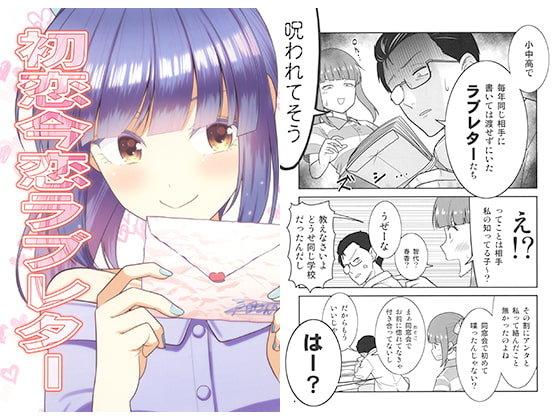 初恋今恋ラブレター
小中高で
毎年同じ相手に
書いては渡せずにいた
ラブレターたち
呪われてそう
え!?
ってことは相手
私の知ってる子〜?
うぜーな
智代?
春香?
教えなさいよ
どうせ同じ学校
だったんだし
その割にアンタと
私って絡んだこと
無かったのよね
同窓会で初めて
喋ったんじゃない?
まぁ同窓会で
お前に惚れてなきゃ
付き合ってないし
だからもう
いいじゃん
はー?